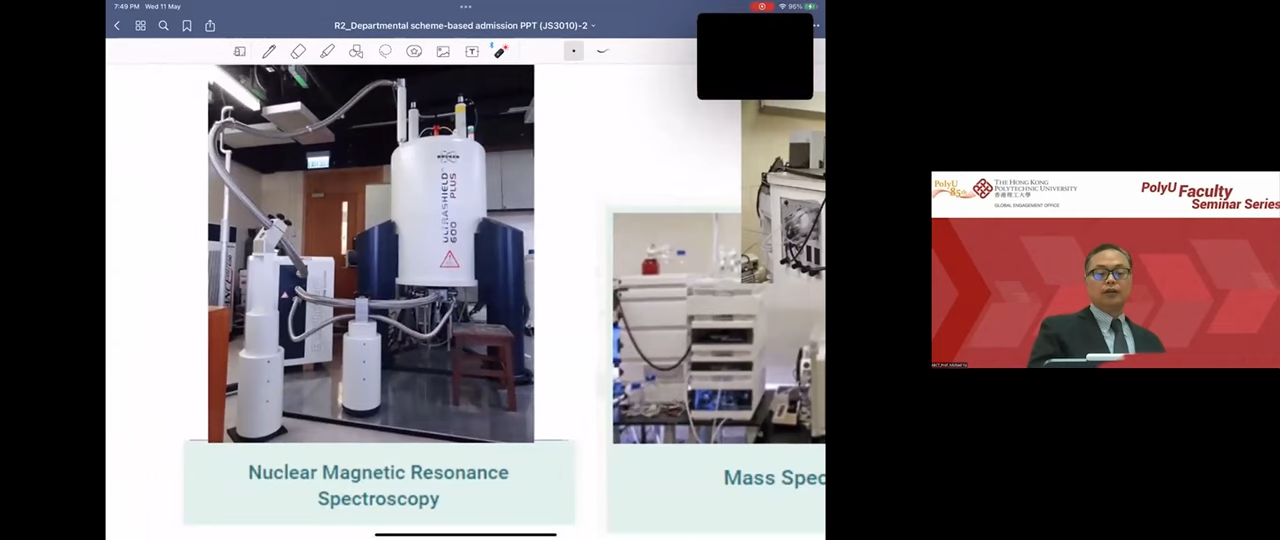 7:49 PM Wed 11 May
96%
R2_Departmental scheme-based admission PPT (JS3010)-2
T
BRUKER
ULTRASHIELD
600 PLUS
Nuclear Magnetic Resonance
Spectroscopy
Mass Spec
PolyU
85th
THE HONG KONG
POLYTECHNIC UNIVERSITY
香港理工大學
GLOBAL ENGAGEMENT OFFICE
PolyU Faculty
Seminar Series